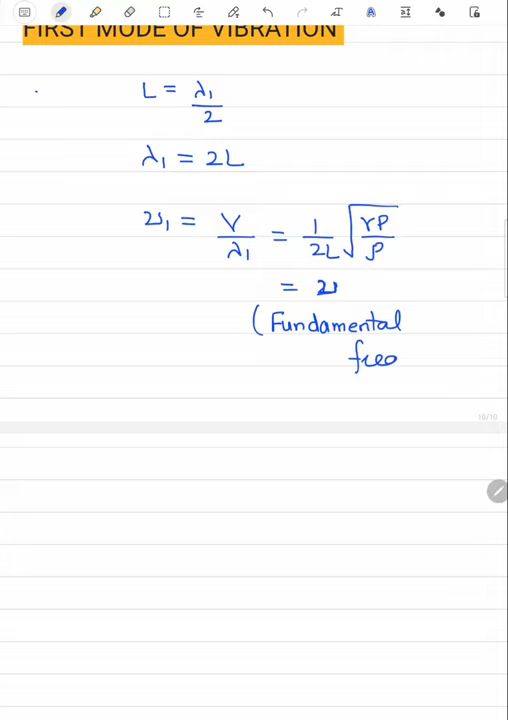 FIRST MODE OF VIBRATION
L = λ₁/2
λ₁ = 2L
ν₁ = V/λ₁ = 1/2L √(γP/ρ)
= ν
(Fundamental
freq
10/10